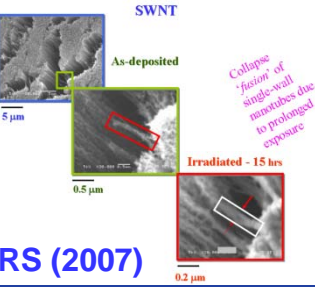 SWNT
As-deposited
Collapse
'fusion' of
single-wall
nanotubes due
to prolonged
exposure
5 μm
Irradiated - 15 hrs
0.5 μm
RS (2007)
0.2 μm